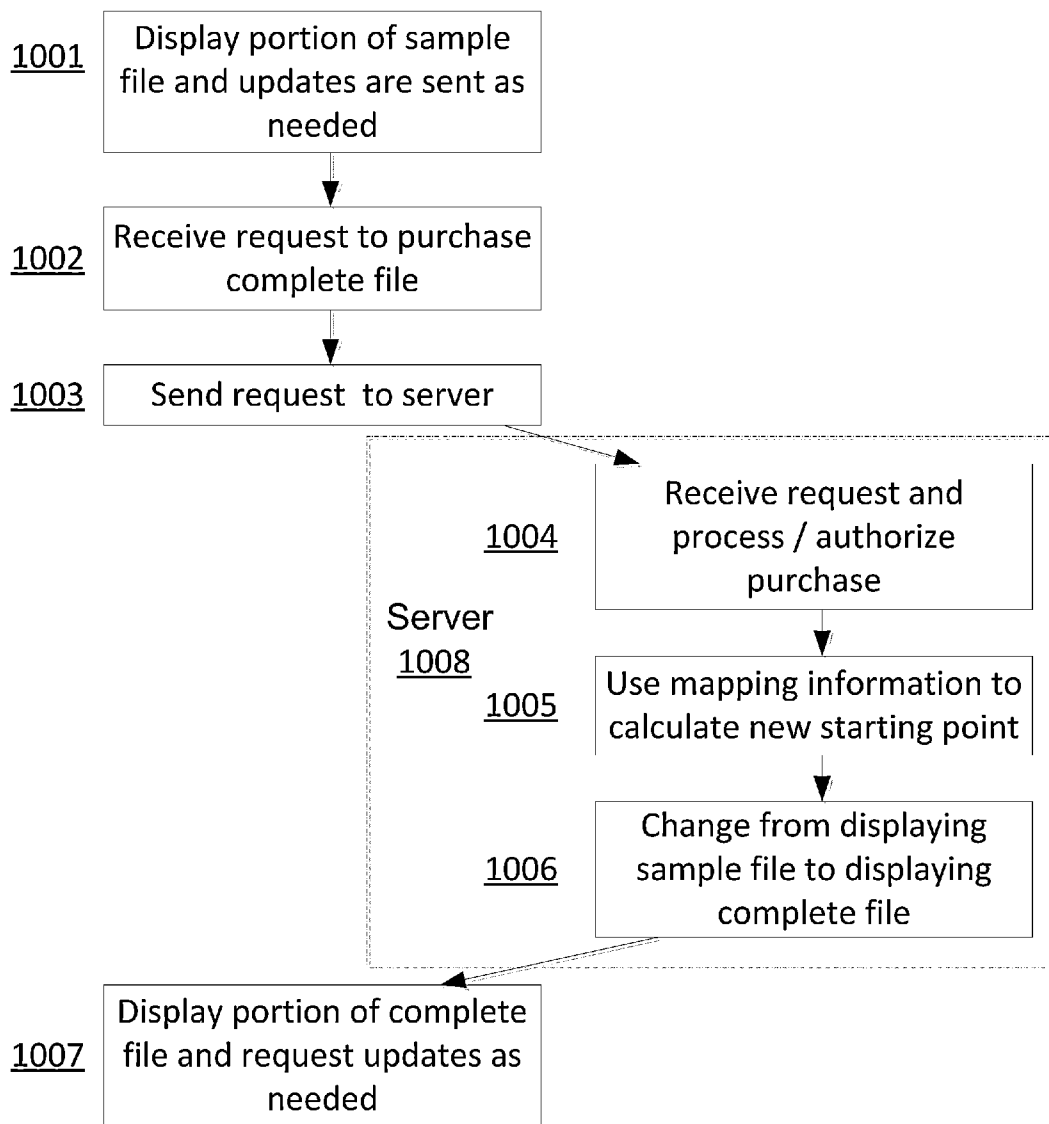 1001
Display portion of sample
file and updates are sent as
needed
1002
Receive request to purchase
complete file
1003
Send request to server
Server
1008
1004
Receive request and
process / authorize
purchase
1005
Use mapping information to
calculate new starting point
1006
Change from displaying
sample file to displaying
complete file
1007
Display portion of complete
file and request updates as
needed